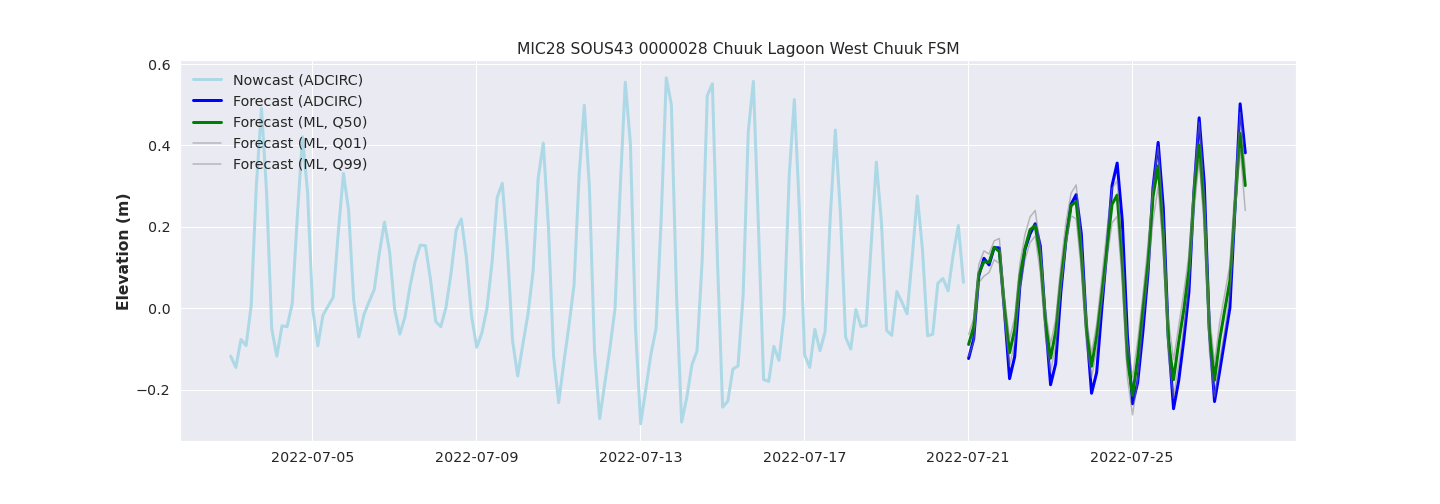 MIC28 SOUS43 0000028 Chuuk Lagoon West Chuuk FSM
Elevation (m)
0.6
0.4
0.2
0.0
−0.2
Nowcast (ADCIRC)
Forecast (ADCIRC)
Forecast (ML, Q50)
Forecast (ML, Q01)
Forecast (ML, Q99)
2022-07-05
2022-07-09
2022-07-13
2022-07-17
2022-07-21
2022-07-25